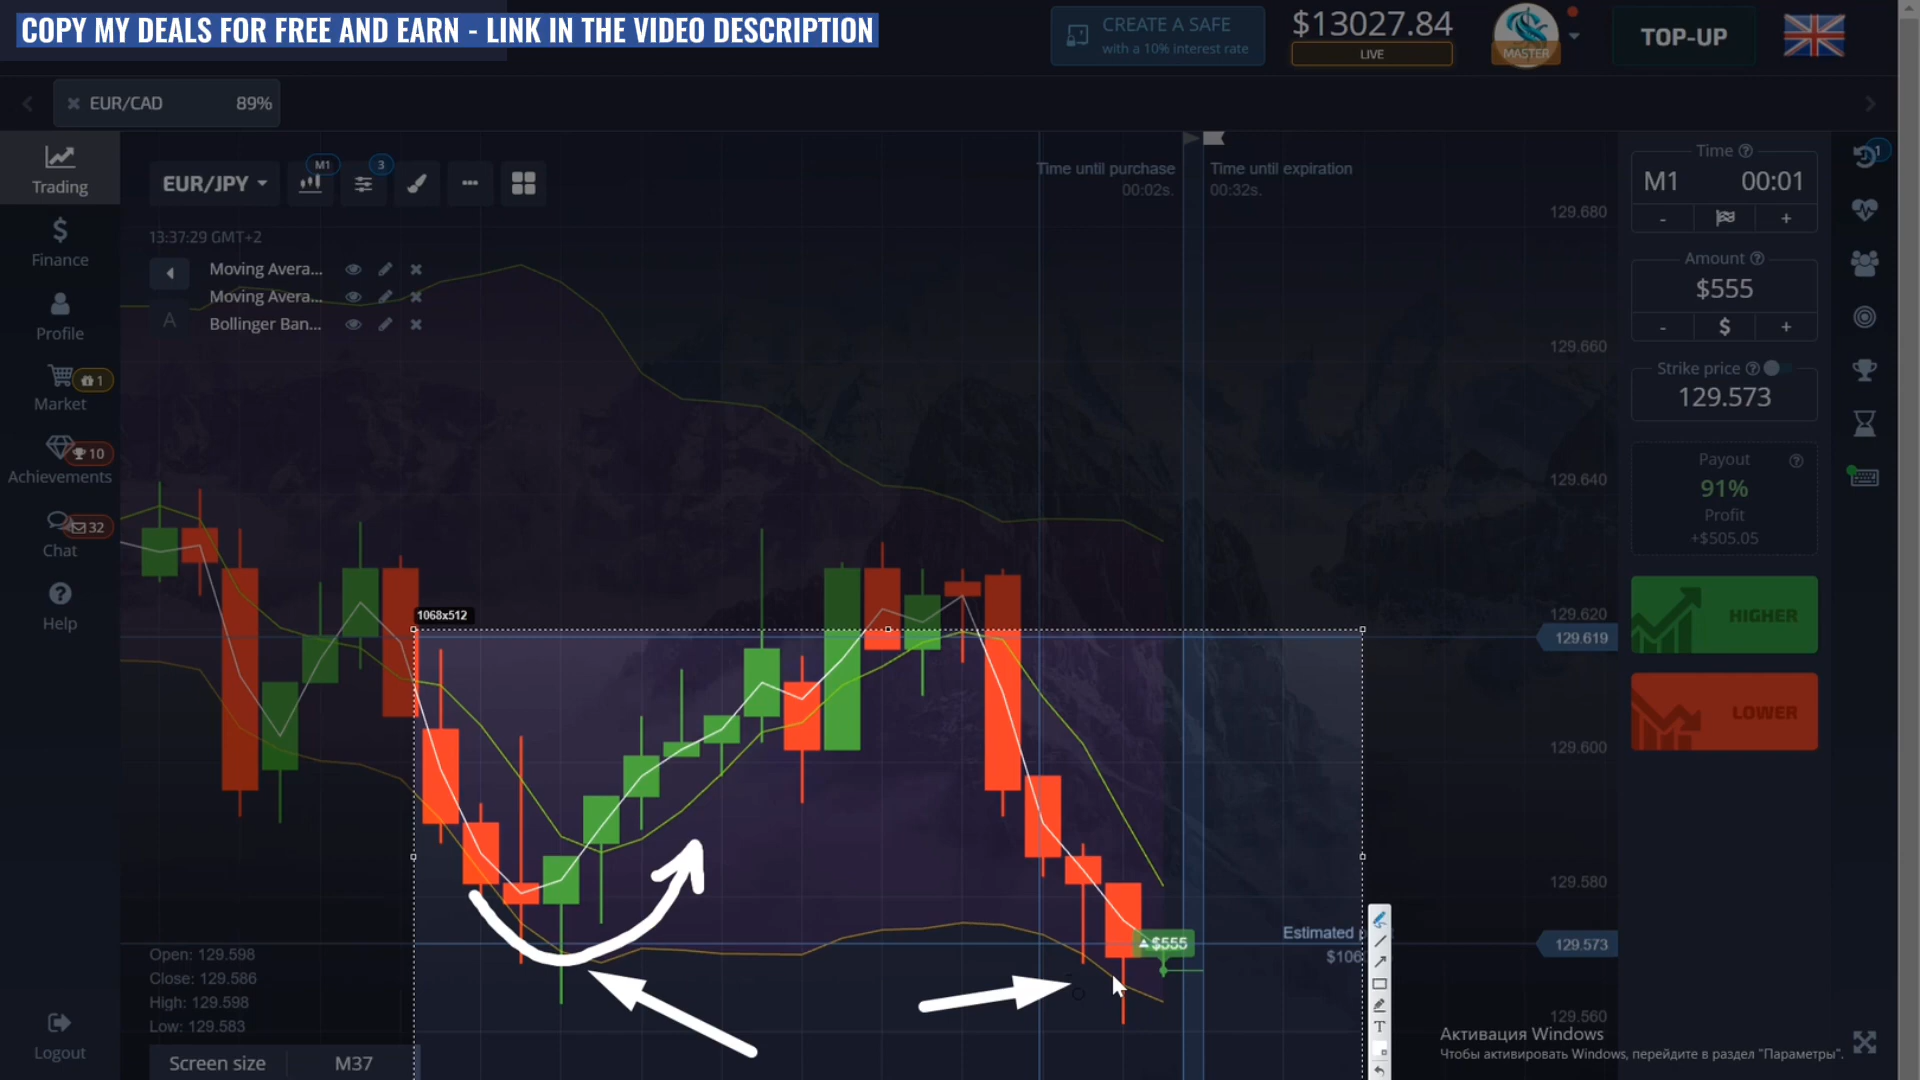 COPY MY DEALS FOR FREE AND EARN - LINK IN THE VIDEO DESCRIPTION
CREATE A SAFE
with a 10% interest rate
$13027.84
LIVE
MASTER
TOP-UP
EUR/CAD 89%
Trading
Finance
Profile
Market
1
Achievements
10
Chat
32
Help
Logout
EUR/JPY
M1
3
13:37:29 GMT+2
Moving Avera...
Moving Avera...
A
Bollinger Ban...
Time until purchase
00:02s.
Time until expiration
00:32s.
129.680
129.660
129.640
129.620
129.619
129.600
129.580
129.573
129.560
1068x512
$555
Estimated
$106
Open: 129.598
Close: 129.586
High: 129.598
Low: 129.583
Screen size M37
Time
M1 00:01
- +
Amount
$555
- $ +
Strike price
129.573
Payout
91%
Profit
+$505.05
HIGHER
LOWER
1
T
Активация Windows
Чтобы активировать Windows, перейдите в раздел "Параметры".